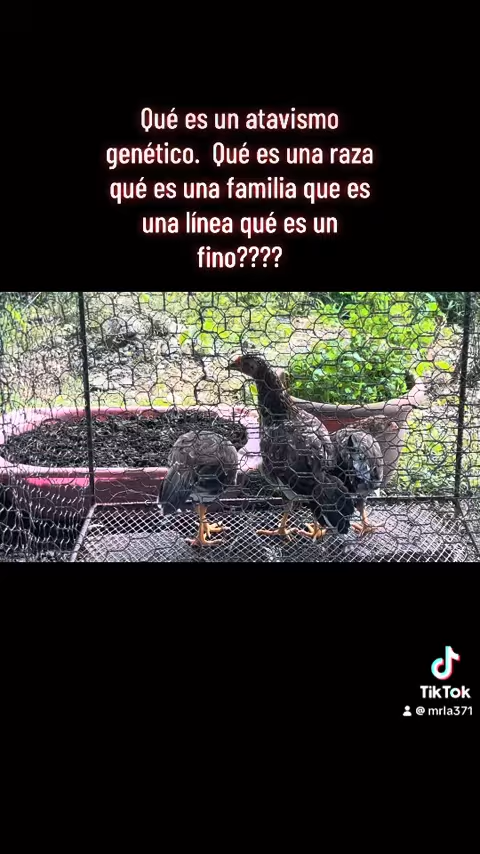 Qué es un atavismo
genético.  Qué es una raza
qué es una familia que es
una línea qué es un
fino????
TikTok
@ mrla371